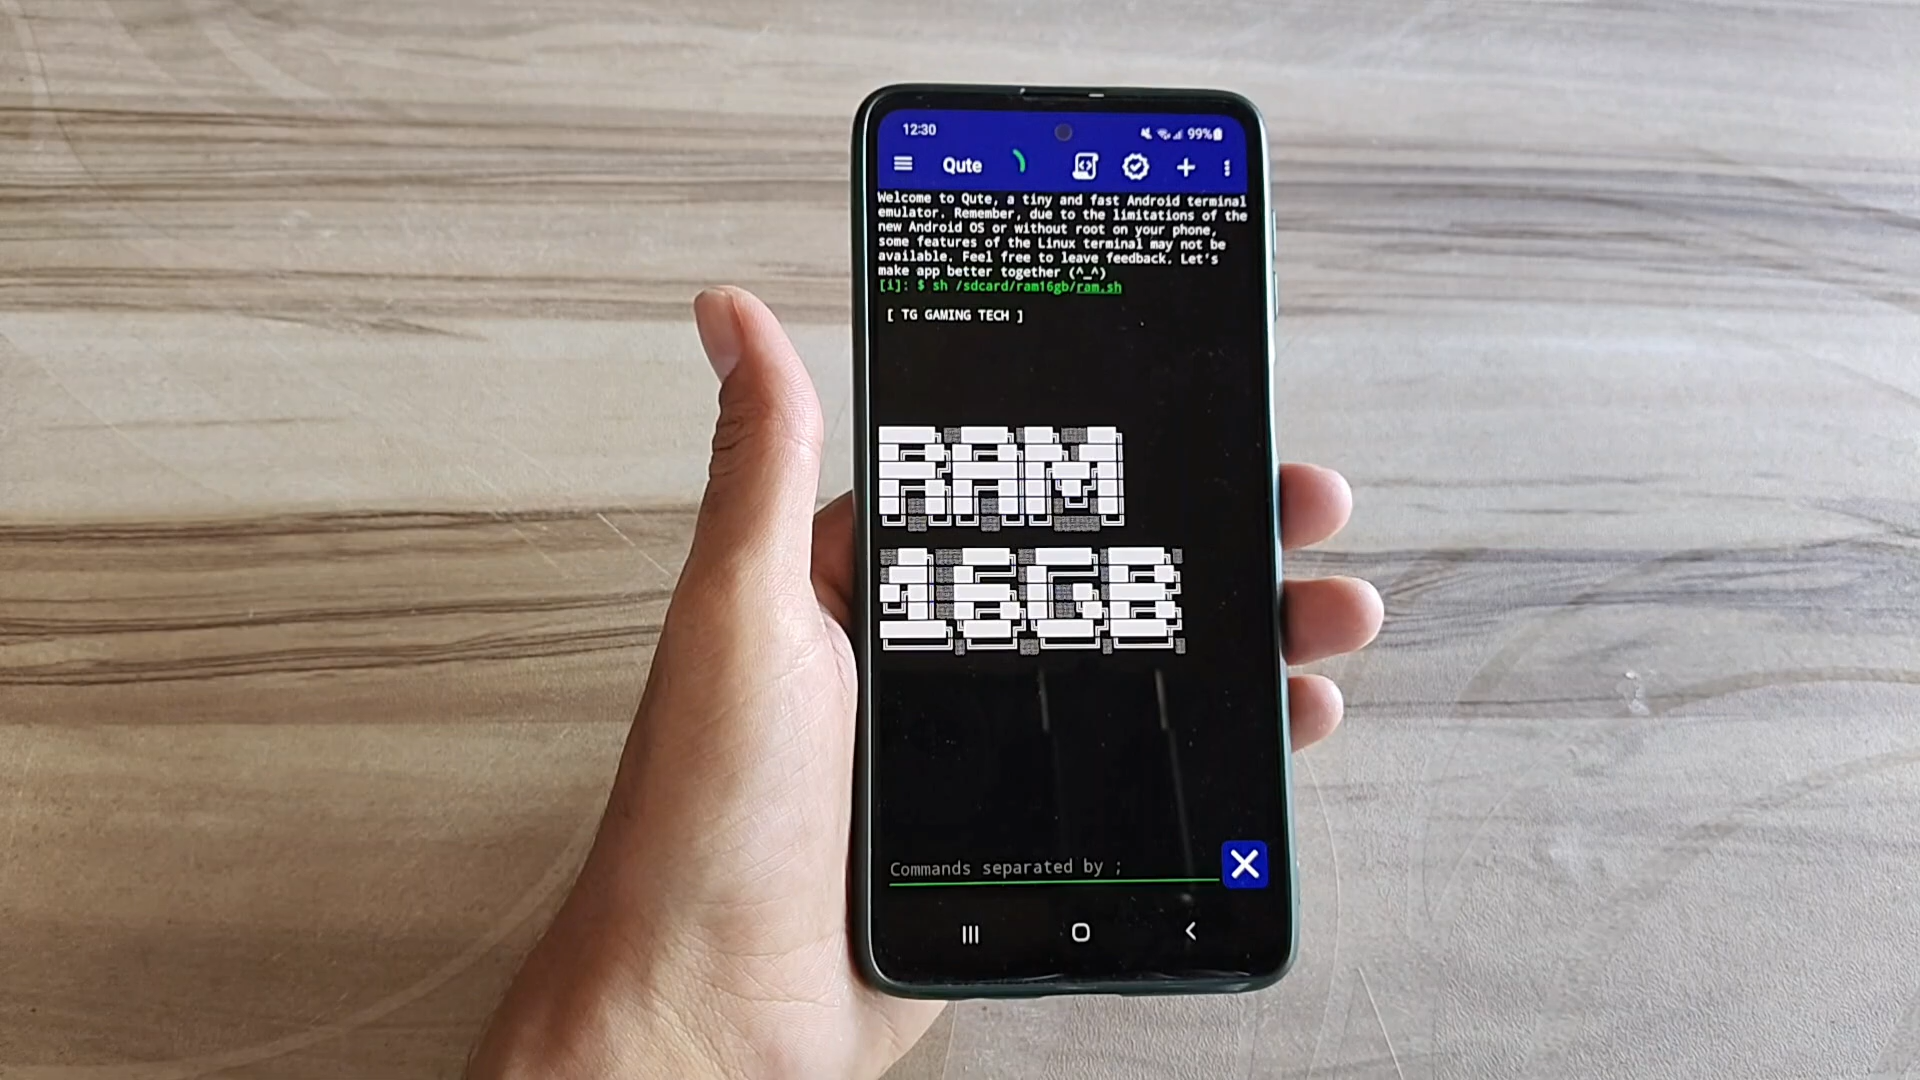 12:30
99%
Qute
Welcome to Qute, a tiny and fast Android terminal
emulator. Remember, due to the limitations of the
new Android OS or without root on your phone,
some features of the Linux terminal may not be
available. Feel free to leave feedback. Let's
make app better together (^_^)
[i]: $ sh /sdcard/ram16gb/ram.sh
[ TG GAMING TECH ]
RAM
16GB
Commands separated by ;